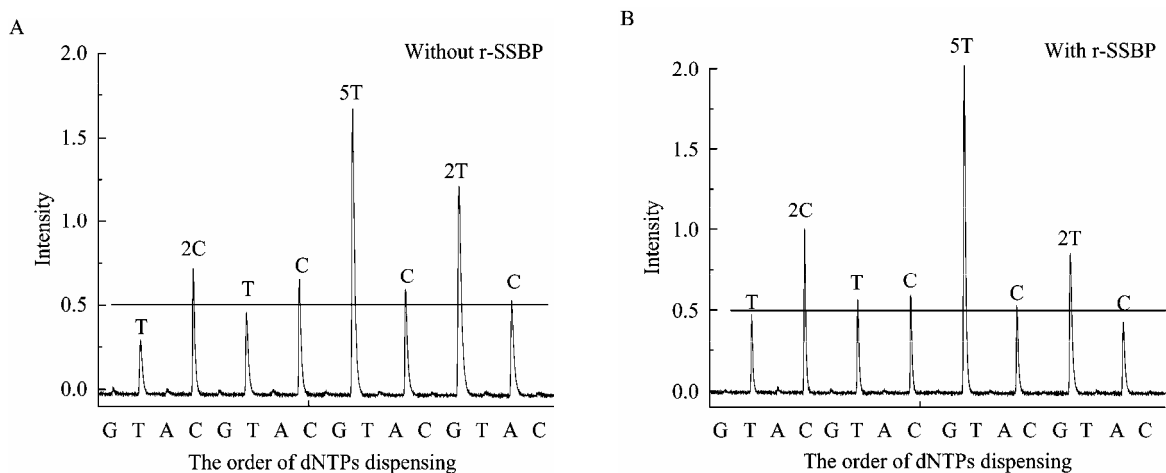 A
Without r-SSBP
2.0
1.5
1.0
0.5
0.0
Intensity
T
2C
T
C
5T
C
2T
C
G T A C G T A C G T A C G T A C
The order of dNTPs dispensing
B
With r-SSBP
2.0
1.5
1.0
0.5
0.0
Intensity
T
2C
T
C
5T
C
2T
C
G T A C G T A C G T A C G T A C
The order of dNTPs dispensing